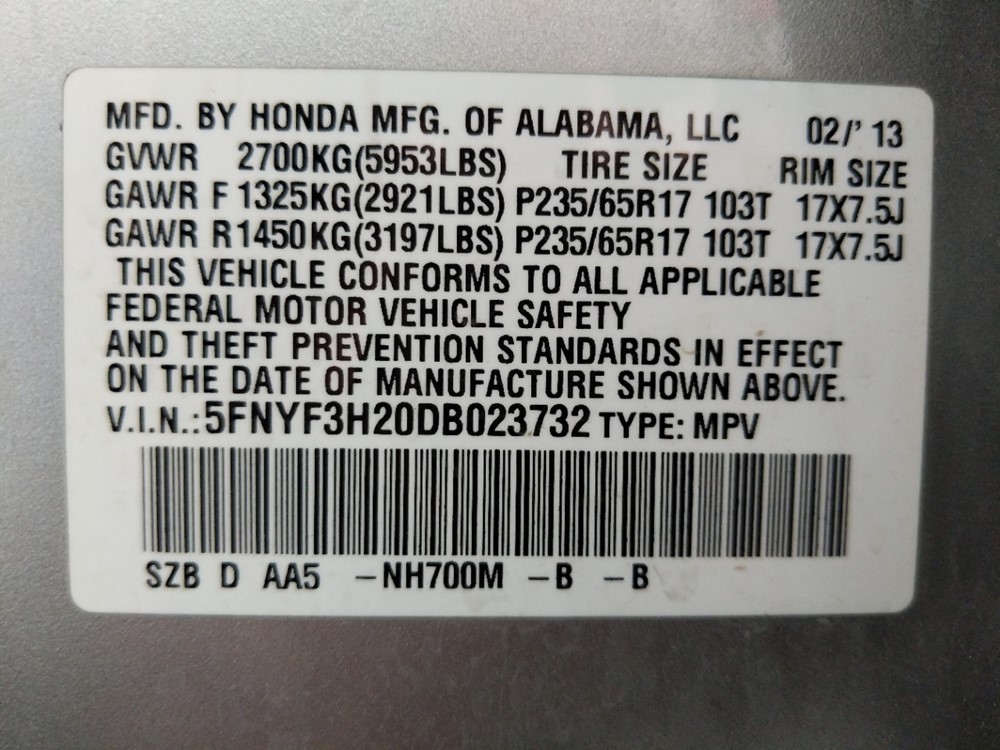 MFD. BY HONDA MFG. OF ALABAMA, LLC 02/' 13
GVWR 2700KG(5953LBS) TIRE SIZE RIM SIZE
GAWR F 1325KG(2921LBS) P235/65R17 103T 17X7.5J
GAWR R1450KG(3197LBS) P235/65R17 103T 17X7.5J
THIS VEHICLE CONFORMS TO ALL APPLICABLE
FEDERAL MOTOR VEHICLE SAFETY
AND THEFT PREVENTION STANDARDS IN EFFECT
ON THE DATE OF MANUFACTURE SHOWN ABOVE.
V.I.N.:5FNYF3H20DB023732 TYPE: MPV
SZB D AA5 –NH700M –B –B